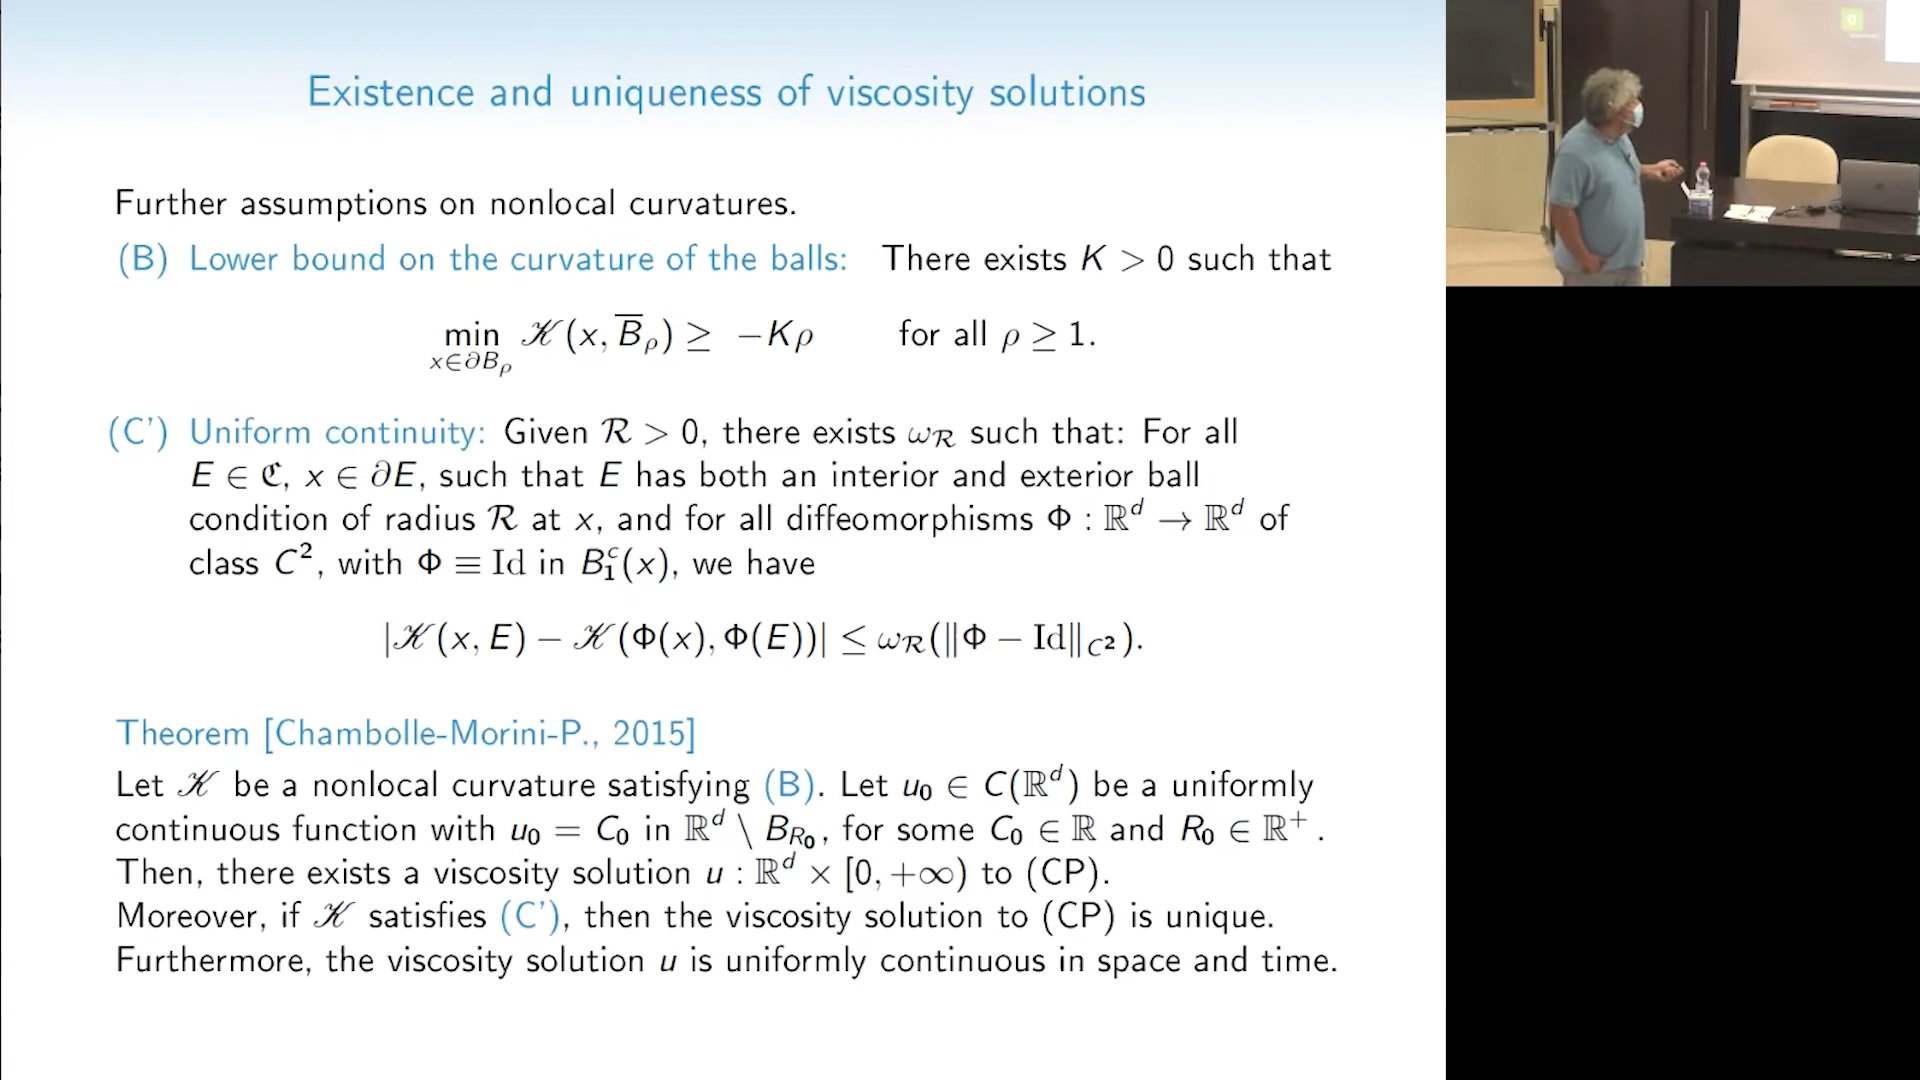 Existence and uniqueness of viscosity solutions
Further assumptions on nonlocal curvatures.
(B) Lower bound on the curvature of the balls: There exists K > 0 such that
min_{x∈∂B_ρ} 𝒦(x, B̅_ρ) ≥ −Kρ for all ρ ≥ 1.
(C') Uniform continuity: Given ℛ > 0, there exists ω_ℛ such that: For all
E ∈ ℭ, x ∈ ∂E, such that E has both an interior and exterior ball
condition of radius ℛ at x, and for all diffeomorphisms Φ : ℝ^d → ℝ^d of
class C², with Φ ≡ Id in B₁^c(x), we have
|𝒦(x, E) − 𝒦(Φ(x), Φ(E))| ≤ ω_ℛ(‖Φ − Id‖_{C²}).
Theorem [Chambolle-Morini-P., 2015]
Let 𝒦 be a nonlocal curvature satisfying (B). Let u₀ ∈ C(ℝ^d) be a uniformly
continuous function with u₀ = C₀ in ℝ^d \ B_{R₀}, for some C₀ ∈ ℝ and R₀ ∈ ℝ⁺.
Then, there exists a viscosity solution u : ℝ^d × [0, +∞) to (CP).
Moreover, if 𝒦 satisfies (C'), then the viscosity solution to (CP) is unique.
Furthermore, the viscosity solution u is uniformly continuous in space and time.